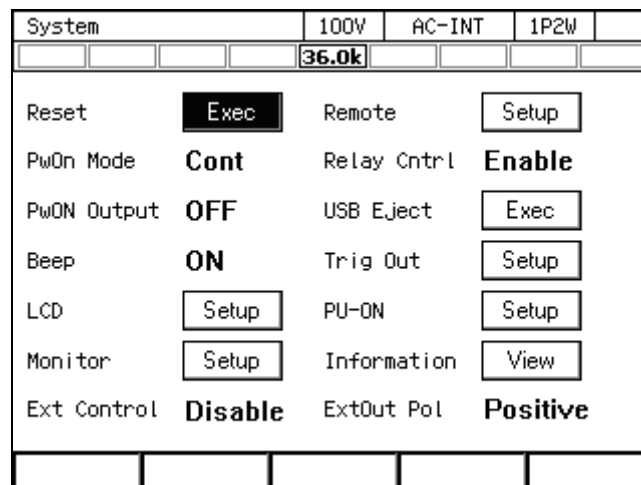 System 100V AC-INT 1P2W
36.0k
Reset Exec Remote Setup
PwOn Mode Cont Relay Cntrl Enable
PwON Output OFF USB Eject Exec
Beep ON Trig Out Setup
LCD Setup PU-ON Setup
Monitor Setup Information View
Ext Control Disable ExtOut Pol Positive